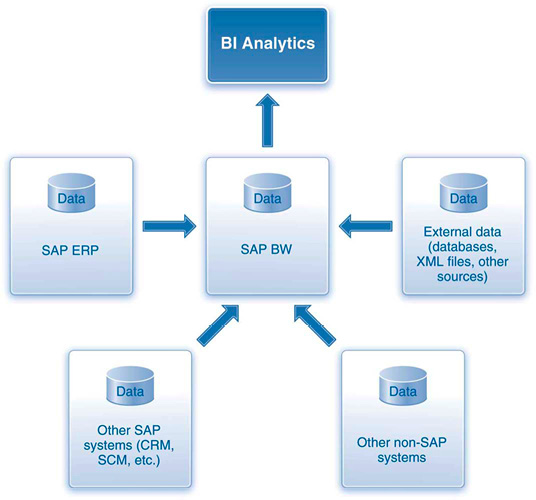 BI Analytics
Data
SAP ERP
Data
SAP BW
Data
External data
(databases,
XML files, other
sources)
Data
Other SAP
systems (CRM,
SCM, etc.)
Data
Other non-SAP
systems